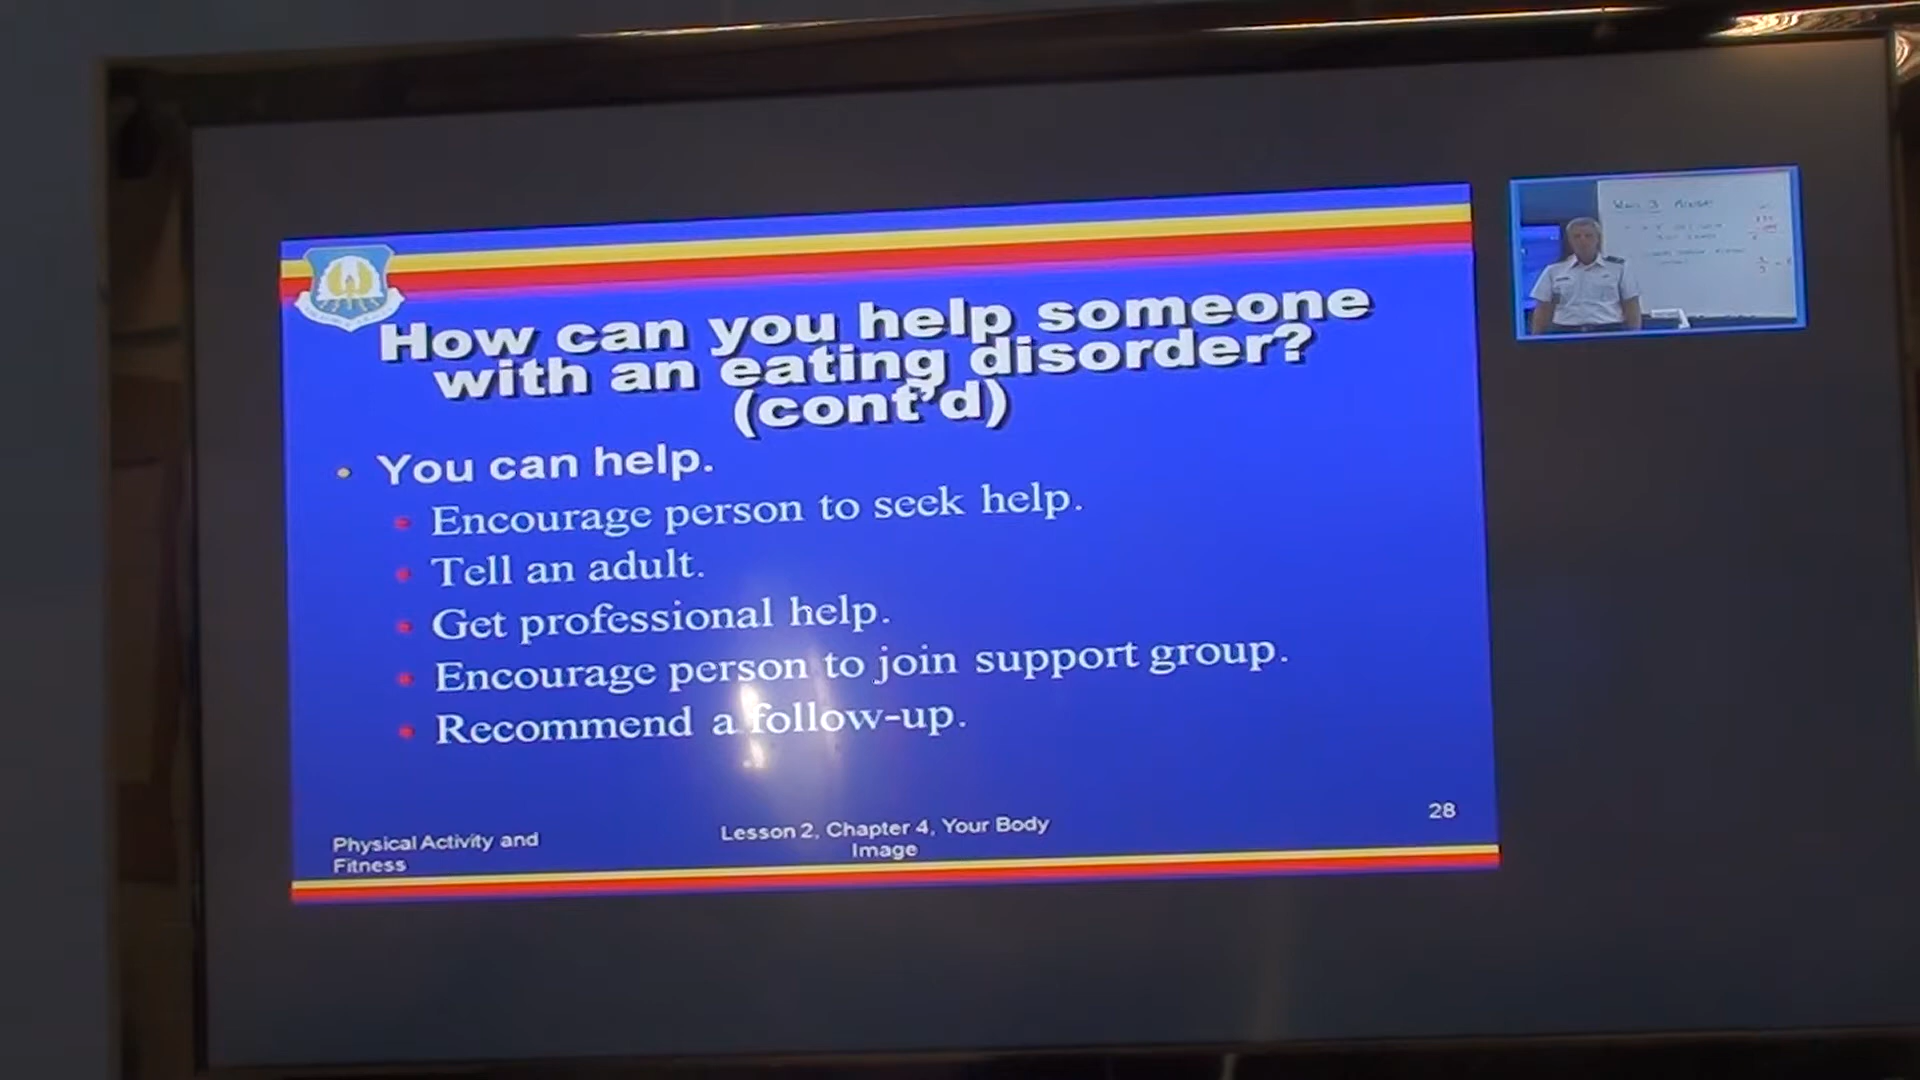 How can you help someone
with an eating disorder?
(cont'd)
You can help.
Encourage person to seek help.
Tell an adult.
Get professional help.
Encourage person to join support group.
Recommend a follow-up.
Physical Activity and
Fitness
Lesson 2, Chapter 4, Your Body
Image
28